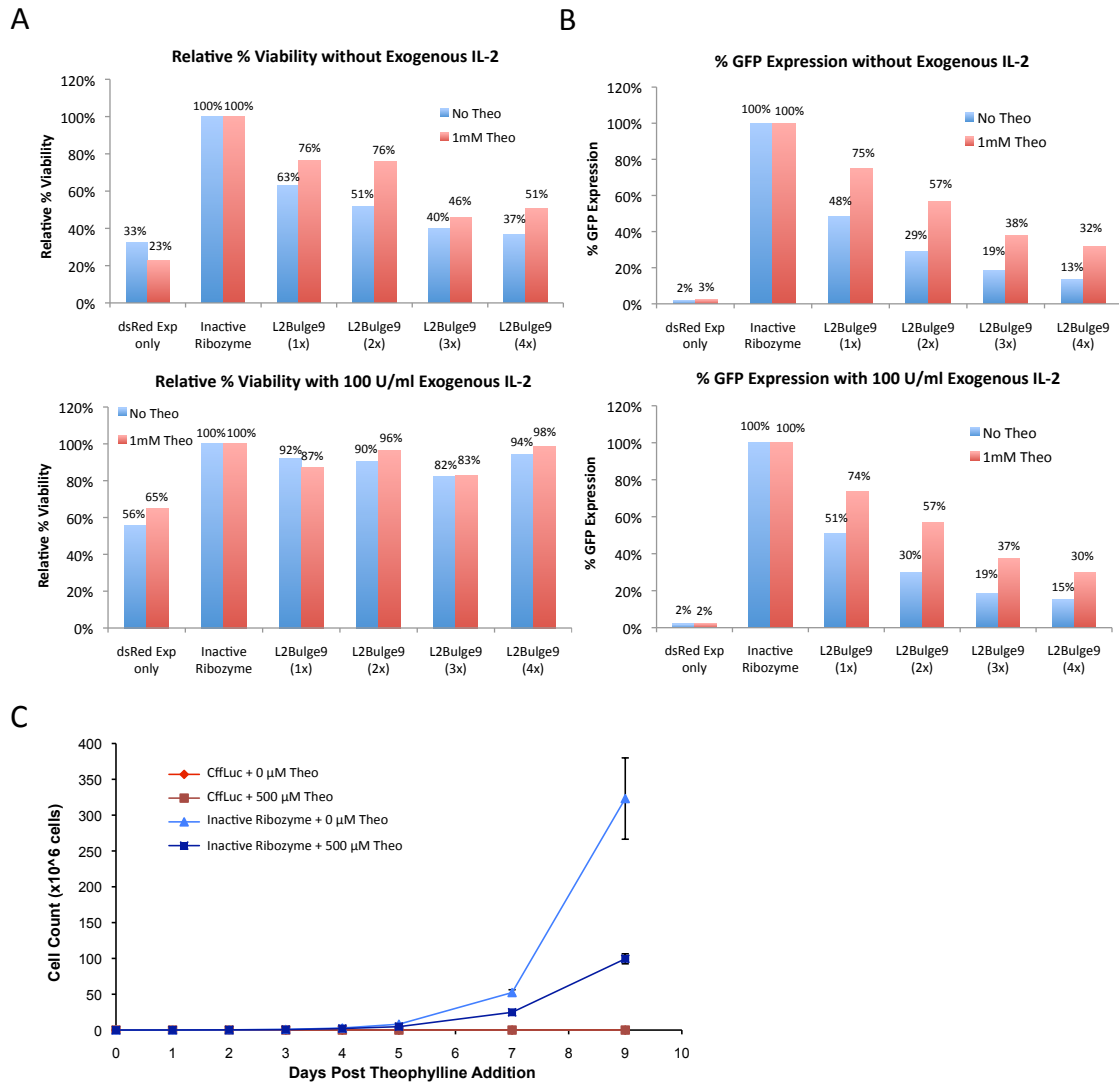 A
Relative % Viability without Exogenous IL-2
Relative % Viability
120%
100%
80%
60%
40%
20%
0%
No Theo
1mM Theo
33% 23% 100% 100% 63% 76% 51% 76% 40% 46% 37% 51%
dsRed Exp only
Inactive Ribozyme
L2Bulge9 (1x)
L2Bulge9 (2x)
L2Bulge9 (3x)
L2Bulge9 (4x)
Relative % Viability with 100 U/ml Exogenous IL-2
Relative % Viability
120%
100%
80%
60%
40%
20%
0%
No Theo
1mM Theo
56% 65% 100% 100% 92% 87% 90% 96% 82% 83% 94% 98%
dsRed Exp only
Inactive Ribozyme
L2Bulge9 (1x)
L2Bulge9 (2x)
L2Bulge9 (3x)
L2Bulge9 (4x)
B
% GFP Expression without Exogenous IL-2
% GFP Expression
120%
100%
80%
60%
40%
20%
0%
No Theo
1mM Theo
2% 3% 100% 100% 48% 75% 29% 57% 19% 38% 13% 32%
dsRed Exp only
Inactive Ribozyme
L2Bulge9 (1x)
L2Bulge9 (2x)
L2Bulge9 (3x)
L2Bulge9 (4x)
% GFP Expression with 100 U/ml Exogenous IL-2
% GFP Expression
120%
100%
80%
60%
40%
20%
0%
No Theo
1mM Theo
2% 2% 100% 100% 51% 74% 30% 57% 19% 37% 15% 30%
dsRed Exp only
Inactive Ribozyme
L2Bulge9 (1x)
L2Bulge9 (2x)
L2Bulge9 (3x)
L2Bulge9 (4x)
C
Cell Count (x10^6 cells)
400
350
300
250
200
150
100
50
0
CffLuc + 0 µM Theo
CffLuc + 500 µM Theo
Inactive Ribozyme + 0 µM Theo
Inactive Ribozyme + 500 µM Theo
0 1 2 3 4 5 7 9 10
Days Post Theophylline Addition